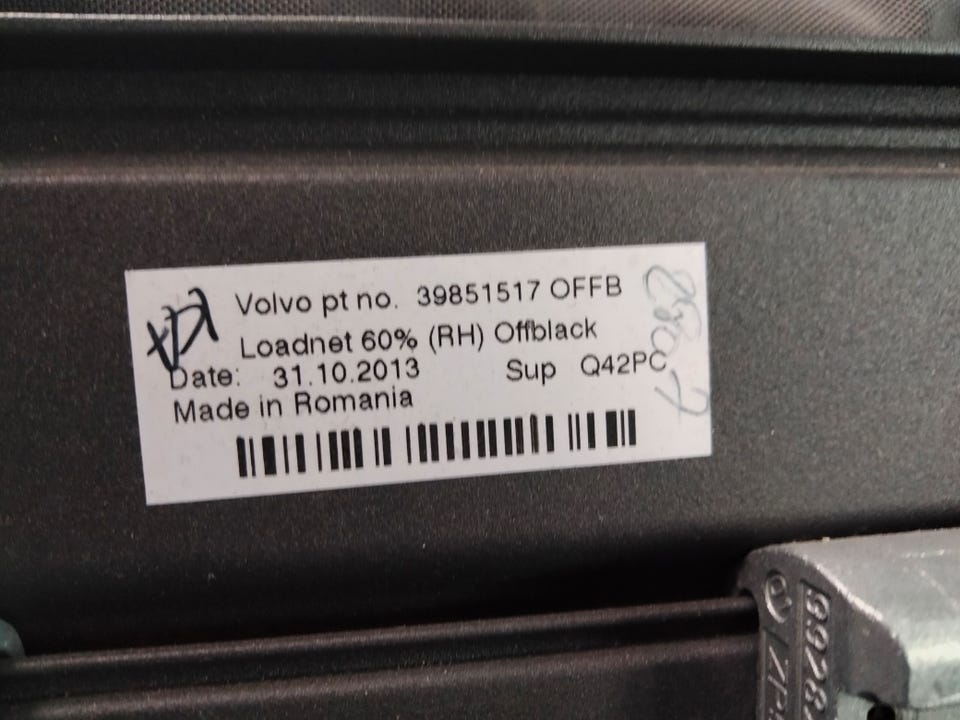 Volvo pt no. 39851517 OFFB
Loadnet 60% (RH) Offblack
Date: 31.10.2013 Sup Q42PC
Made in Romania